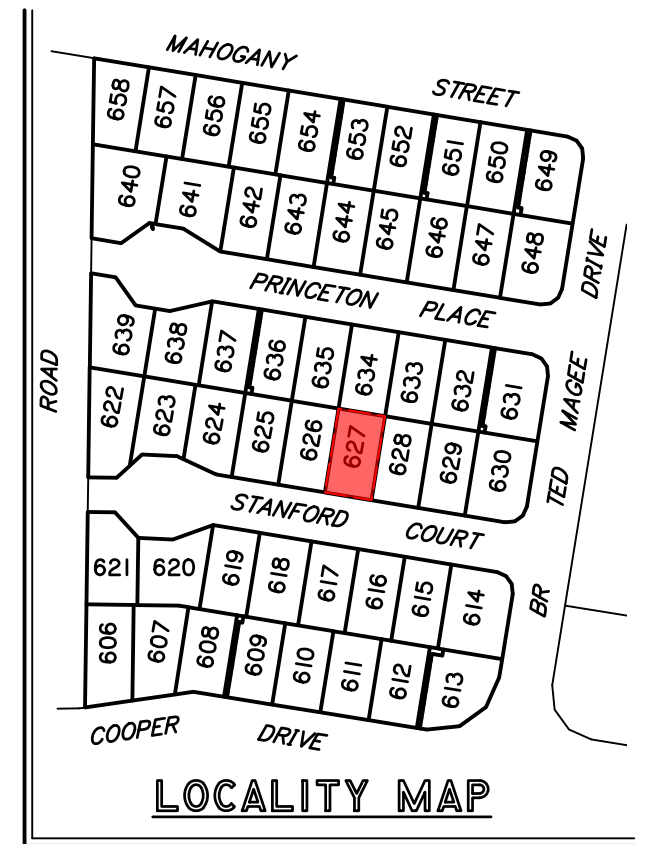 MAHOGANY STREET
658 657 656 655 654 653 652 651 650 649
640 641 642 643 644 645 646 647 648
DRIVE
PRINCETON PLACE
639 638 637 636 635 634 633 632 631
ROAD
MAGEE
622 623 624 625 626 627 628 629 630
TED
STANFORD COURT
621 620 619 618 617 616 615 614
BR
606 607 608 609 610 611 612 613
COOPER DRIVE
LOCALITY MAP